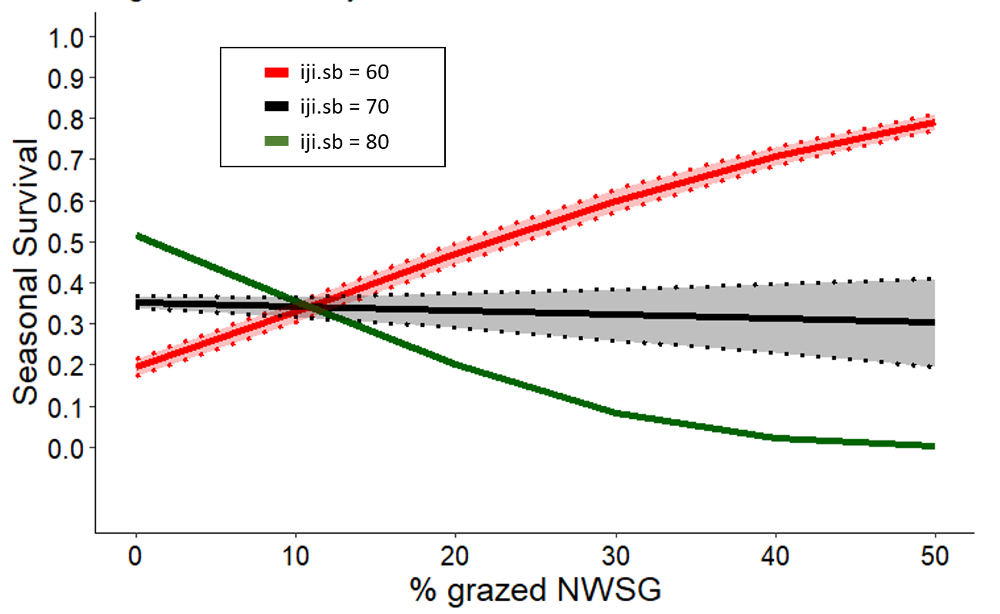 iji.sb = 60
iji.sb = 70
iji.sb = 80
Seasonal Survival
1.0
0.9
0.8
0.7
0.6
0.5
0.4
0.3
0.2
0.1
0.0
0 10 20 30 40 50
% grazed NWSG